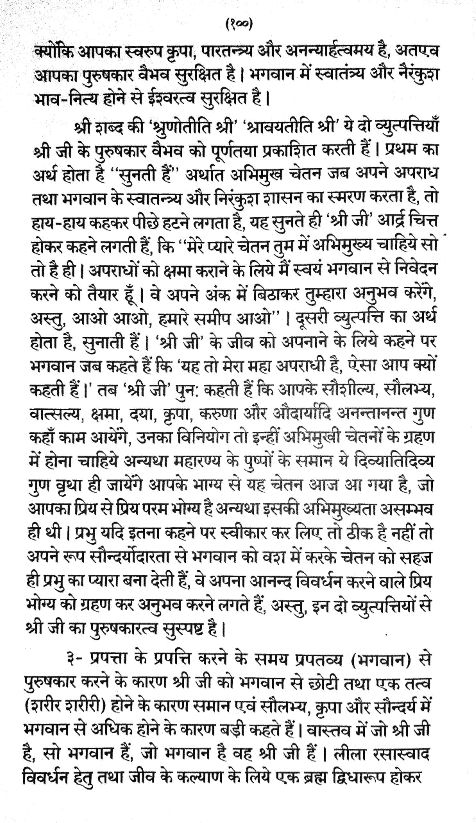 (१००)
क्योंकि आपका स्वरुप कृपा, पारतन्त्र्य और अनन्यार्हत्वमय है, अतएव
आपका पुरुषकार वैभव सुरक्षित है। भगवान में स्वातंत्र्य और नैरंकुश
भाव-नित्य होने से ईश्वरत्व सुरक्षित है।
श्री शब्द की 'श्रुणोतीति श्री' 'श्रावयतीति श्री' ये दो व्युत्पत्तियाँ
श्री जी के पुरुषकार वैभव को पूर्णतया प्रकाशित करती हैं। प्रथम का
अर्थ होता है ''सुनती हैं'' अर्थात अभिमुख चेतन जब अपने अपराध
तथा भगवान के स्वातन्त्र्य और निरंकुश शासन का स्मरण करता है, तो
हाय-हाय कहकर पीछे हटने लगता है, यह सुनते ही 'श्री जी' आर्द्र चित्त
होकर कहने लगती हैं, कि ''मेरे प्यारे चेतन तुम में अभिमुख्य चाहिये सो
तो है ही। अपराधों को क्षमा कराने के लिये मैं स्वयं भगवान से निवेदन
करने को तैयार हूँ। वे अपने अंक में बिठाकर तुम्हारा अनुभव करेंगे,
अस्तु, आओ आओ, हमारे समीप आओ''। दूसरी व्युत्पत्ति का अर्थ
होता है, सुनाती हैं। 'श्री जी' के जीव को अपनाने के लिये कहने पर
भगवान जब कहते हैं कि 'यह तो मेरा महा अपराधी है, ऐसा आप क्यों
कहती हैं।' तब 'श्री जी' पुन: कहती हैं कि आपके सौशील्य, सौलभ्य,
वात्सल्य, क्षमा, दया, कृपा, करुणा और औदार्यादि अनन्तानन्त गुण
कहाँ काम आयेंगे, उनका विनियोग तो इन्हीं अभिमुखी चेतनों के ग्रहण
में होना चाहिये अन्यथा महारण्य के पुष्पों के समान ये दिव्यातिदिव्य
गुण वृथा ही जायेंगे आपके भाग्य से यह चेतन आज आ गया है, जो
आपका प्रिय से प्रिय परम भोग्य है अन्यथा इसकी अभिमुख्यता असम्भव
ही थी। प्रभु यदि इतना कहने पर स्वीकार कर लिए तो ठीक है नहीं तो
अपने रूप सौन्दर्योदारता से भगवान को वश में करके चेतन को सहज
ही प्रभु का प्यारा बना देती हैं, वे अपना आनन्द विवर्धन करने वाले प्रिय
भोग्य को ग्रहण कर अनुभव करने लगते हैं, अस्तु, इन दो व्युत्पत्तियों से
श्री जी का पुरुषकारत्व सुस्पष्ट है।
३- प्रपत्ता के प्रपत्ति करने के समय प्रपतव्य (भगवान) से
पुरुषकार करने के कारण श्री जी को भगवान से छोटी तथा एक तत्व
(शरीर शरीरी) होने के कारण समान एवं सौलभ्य, कृपा और सौन्दर्य में
भगवान से अधिक होने के कारण बड़ी कहते हैं। वास्तव में जो श्री जी
है, सो भगवान हैं, जो भगवान है वह श्री जी हैं। लीला रसास्वाद
विवर्धन हेतु तथा जीव के कल्याण के लिये एक ब्रह्म द्विधारूप होकर